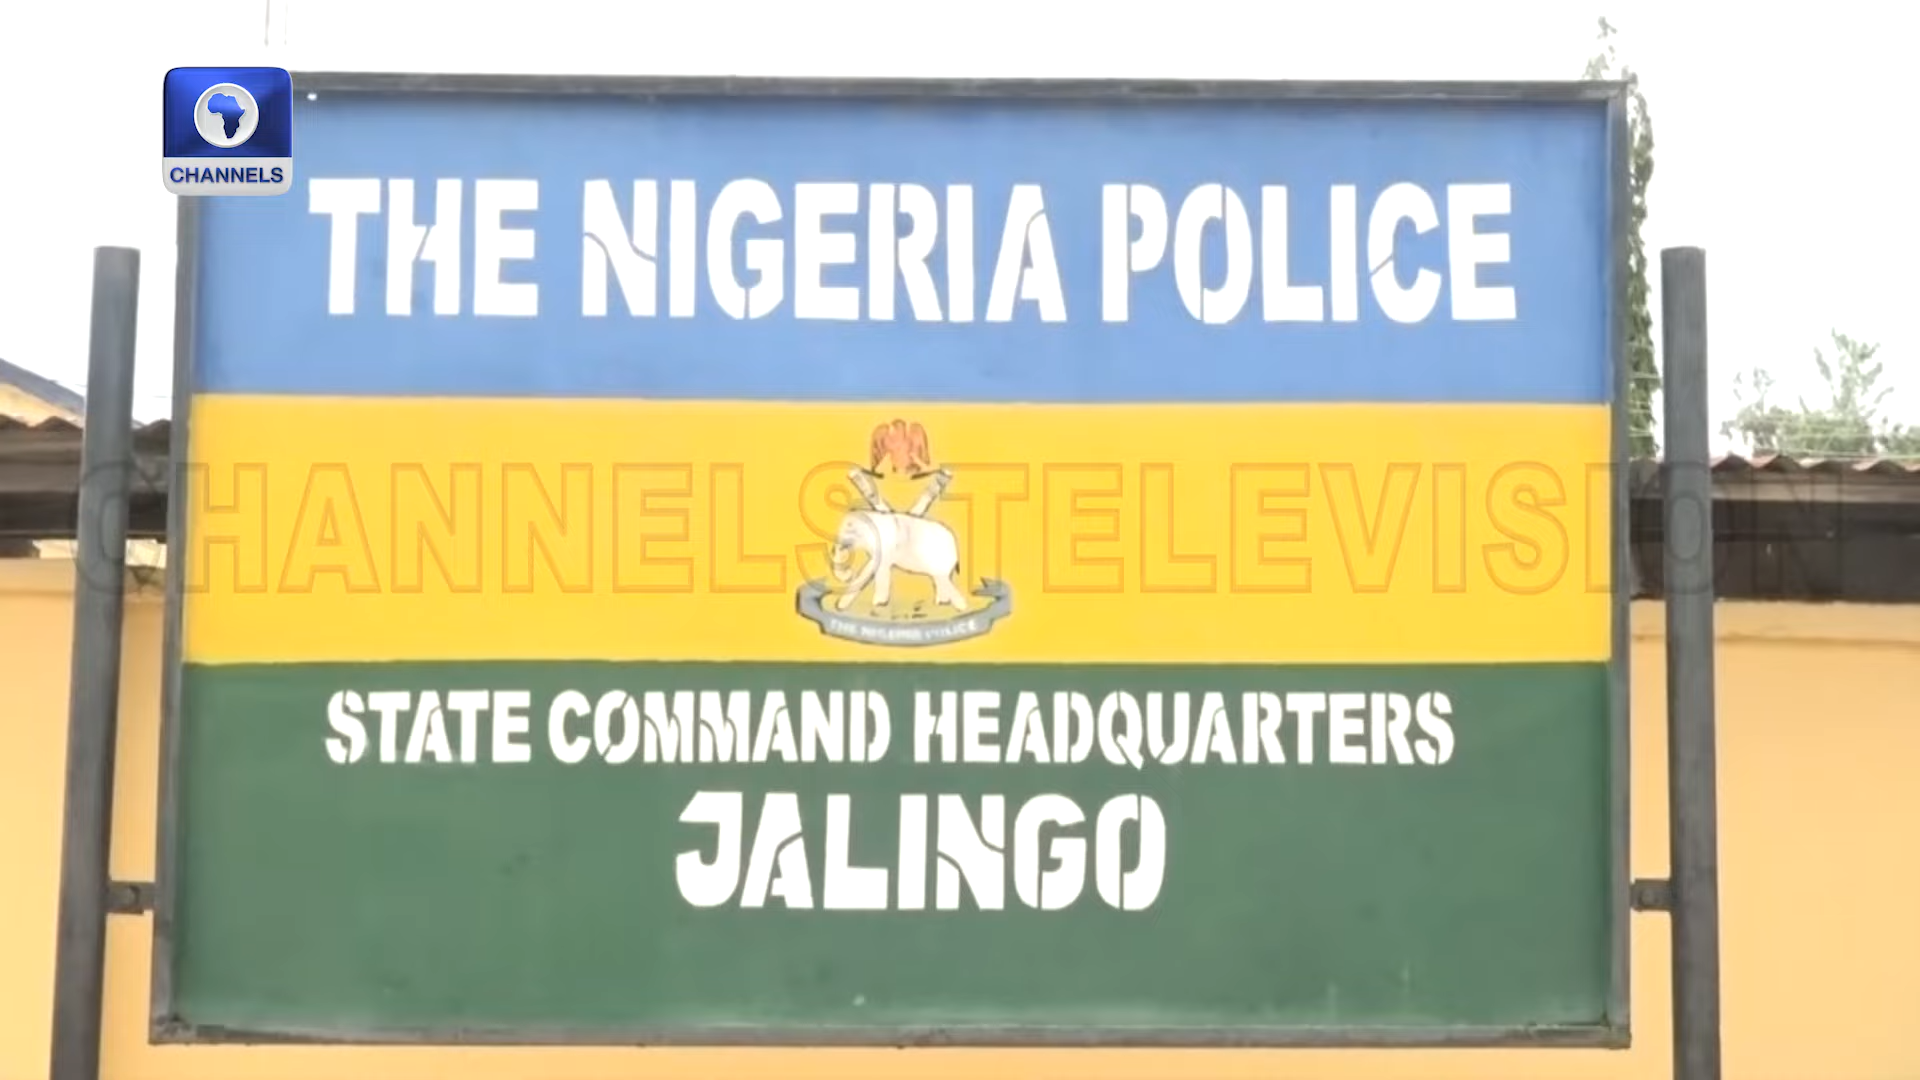 CHANNELS
THE NIGERIA POLICE
CHANNELS TELEVISION
THE NIGERIA POLICE
STATE COMMAND HEADQUARTERS
JALINGO